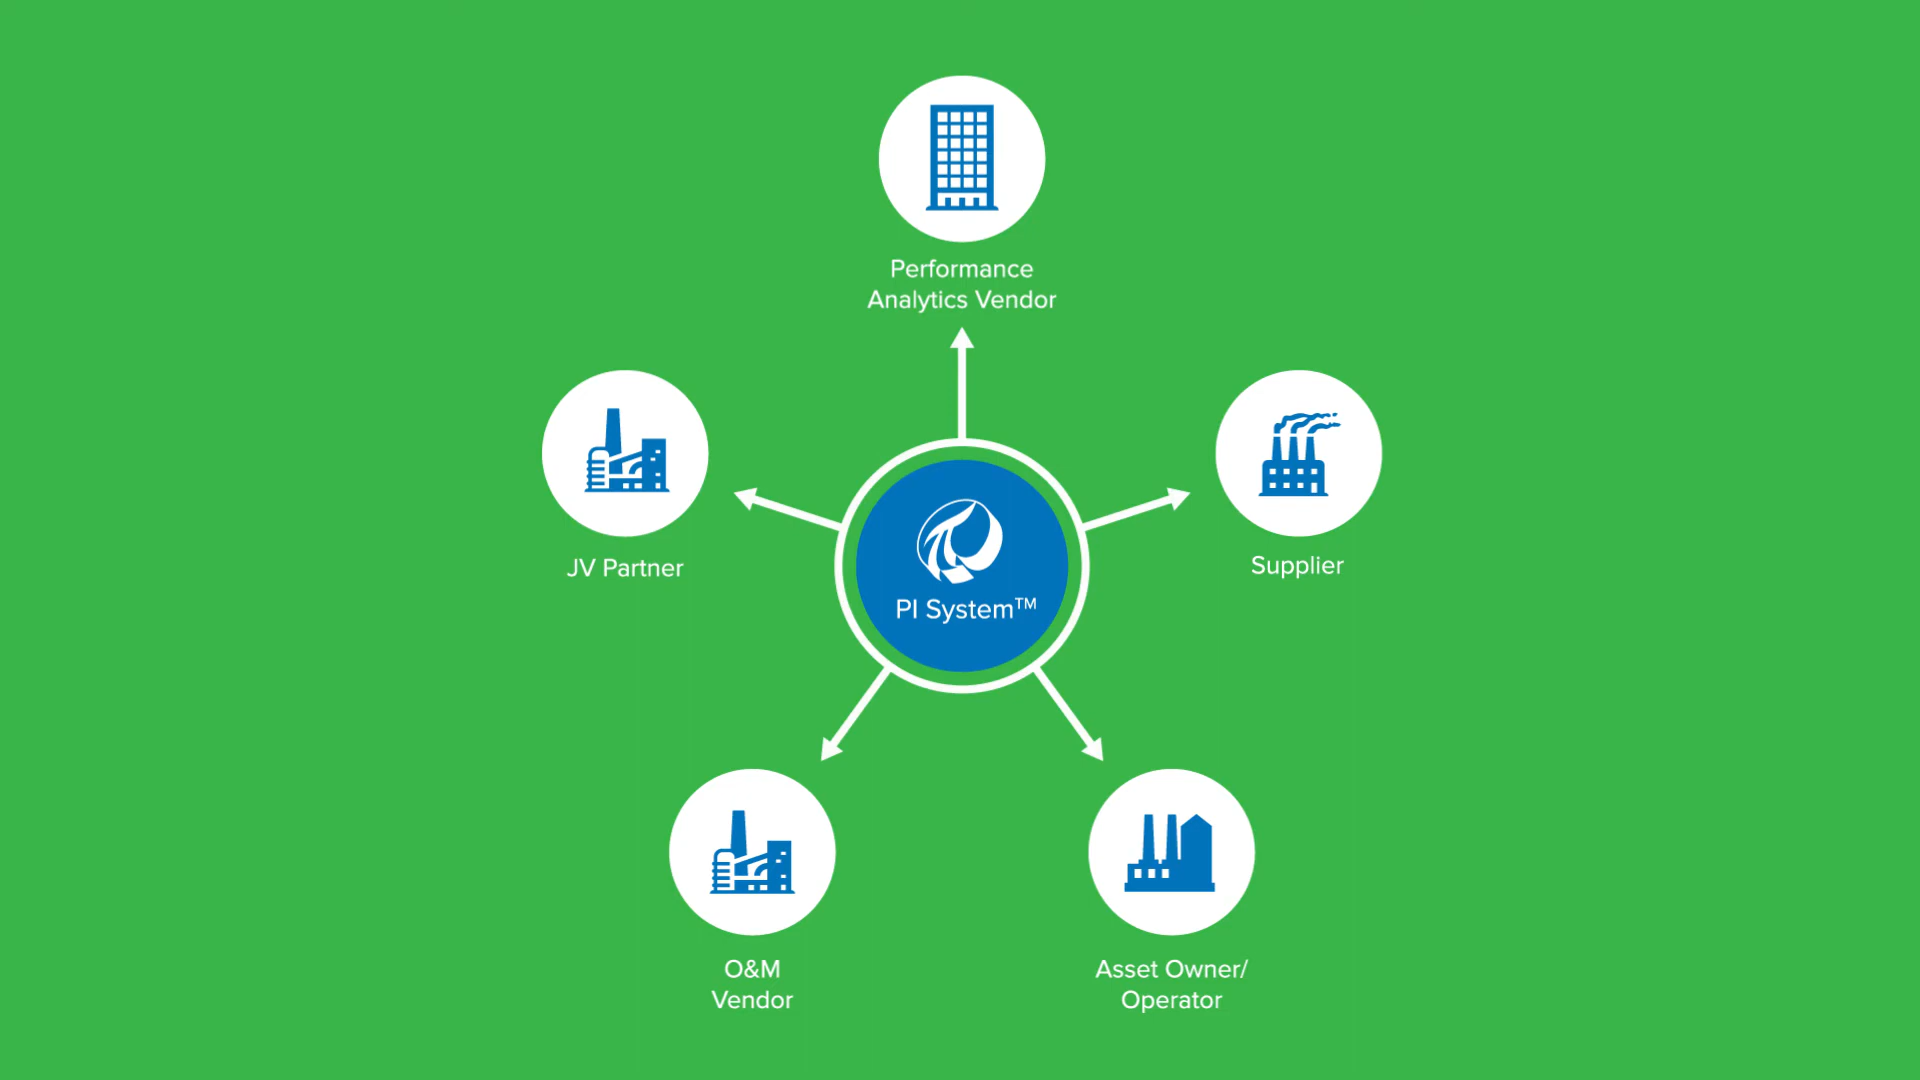 Performance
Analytics Vendor
JV Partner
Supplier
PI System™
O&M
Vendor
Asset Owner/
Operator